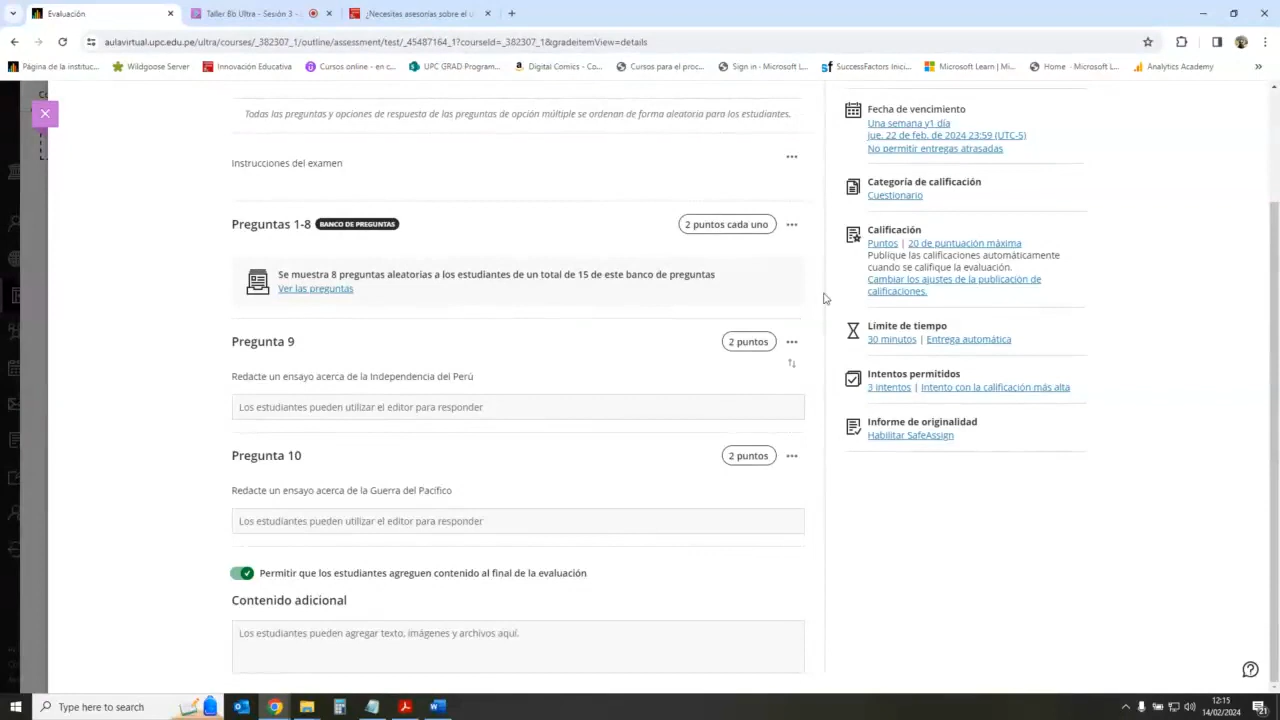 Evaluación
Taller Bb Ultra - Sesión 3 -
¿Necesitas asesorías sobre el u
aulavirtual.upc.edu.pe/ultra/courses/_382307_1/outline/assessment/test/_45487164_1?courseId=_382307_1&gradeitemView=details
Página de la instituc...
Wildgoose Server
Innovación Educativa
Cursos online - en c...
UPC GRAD Program...
Digital Comics - Co...
Cursos para el proc...
Sign in - Microsoft L...
SuccessFactors Inici...
Microsoft Learn | Mi...
Home - Microsoft L...
Analytics Academy
Todas las preguntas y opciones de respuesta de las preguntas de opción múltiple se ordenan de forma aleatoria para los estudiantes.
Instrucciones del examen
Preguntas 1-8 BANCO DE PREGUNTAS
2 puntos cada uno
Se muestra 8 preguntas aleatorias a los estudiantes de un total de 15 de este banco de preguntas
Ver las preguntas
Pregunta 9
2 puntos
Redacte un ensayo acerca de la Independencia del Perú
Los estudiantes pueden utilizar el editor para responder
Pregunta 10
2 puntos
Redacte un ensayo acerca de la Guerra del Pacífico
Los estudiantes pueden utilizar el editor para responder
Permitir que los estudiantes agreguen contenido al final de la evaluación
Contenido adicional
Los estudiantes pueden agregar texto, imágenes y archivos aquí.
Fecha de vencimiento
Una semana y1 día
jue. 22 de feb. de 2024 23:59 (UTC-5)
No permitir entregas atrasadas
Categoría de calificación
Cuestionario
Calificación
Puntos | 20 de puntuación máxima
Publique las calificaciones automáticamente
cuando se califique la evaluación.
Cambiar los ajustes de la publicación de
calificaciones.
Límite de tiempo
30 minutos | Entrega automática
Intentos permitidos
3 intentos | Intento con la calificación más alta
Informe de originalidad
Habilitar SafeAssign
Type here to search
12:15
14/02/2024